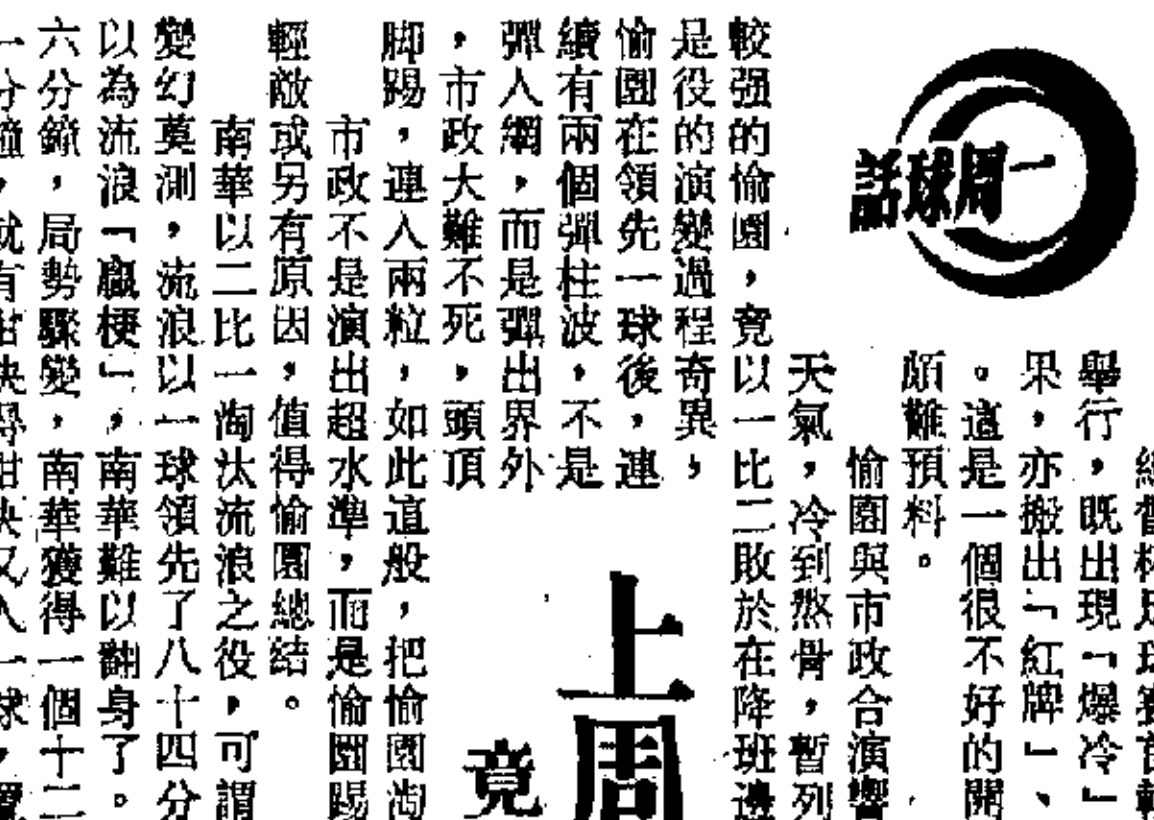 一周球話
上周
竟
總督杯足球賽首輪
舉行，既出現「爆冷」
果，亦搬出「紅牌」、
。這是一個很不好的開
頗難預料。
愉園與市政合演響
天氣，冷到熬骨，暫列
較强的愉園，竟以一比二敗於在降班邊
是役的演變過程奇異，
愉園在領先一球後，連
續有兩個彈柱波，不是
彈入網，而是彈出界外
，市政大難不死，頭頂
脚踢，連入兩粒，如此這般，把愉園淘
市政不是演出超水準，而是愉園踢
輕敵或另有原因，值得愉園總結。
南華以二比一淘汰流浪之役，可謂
變幻莫測，流浪以一球領先了八十四分
以為流浪「贏梗」，南華難以翻身了。
六分鐘，局勢驟變，南華獲得一個十二
一分鐘，就有